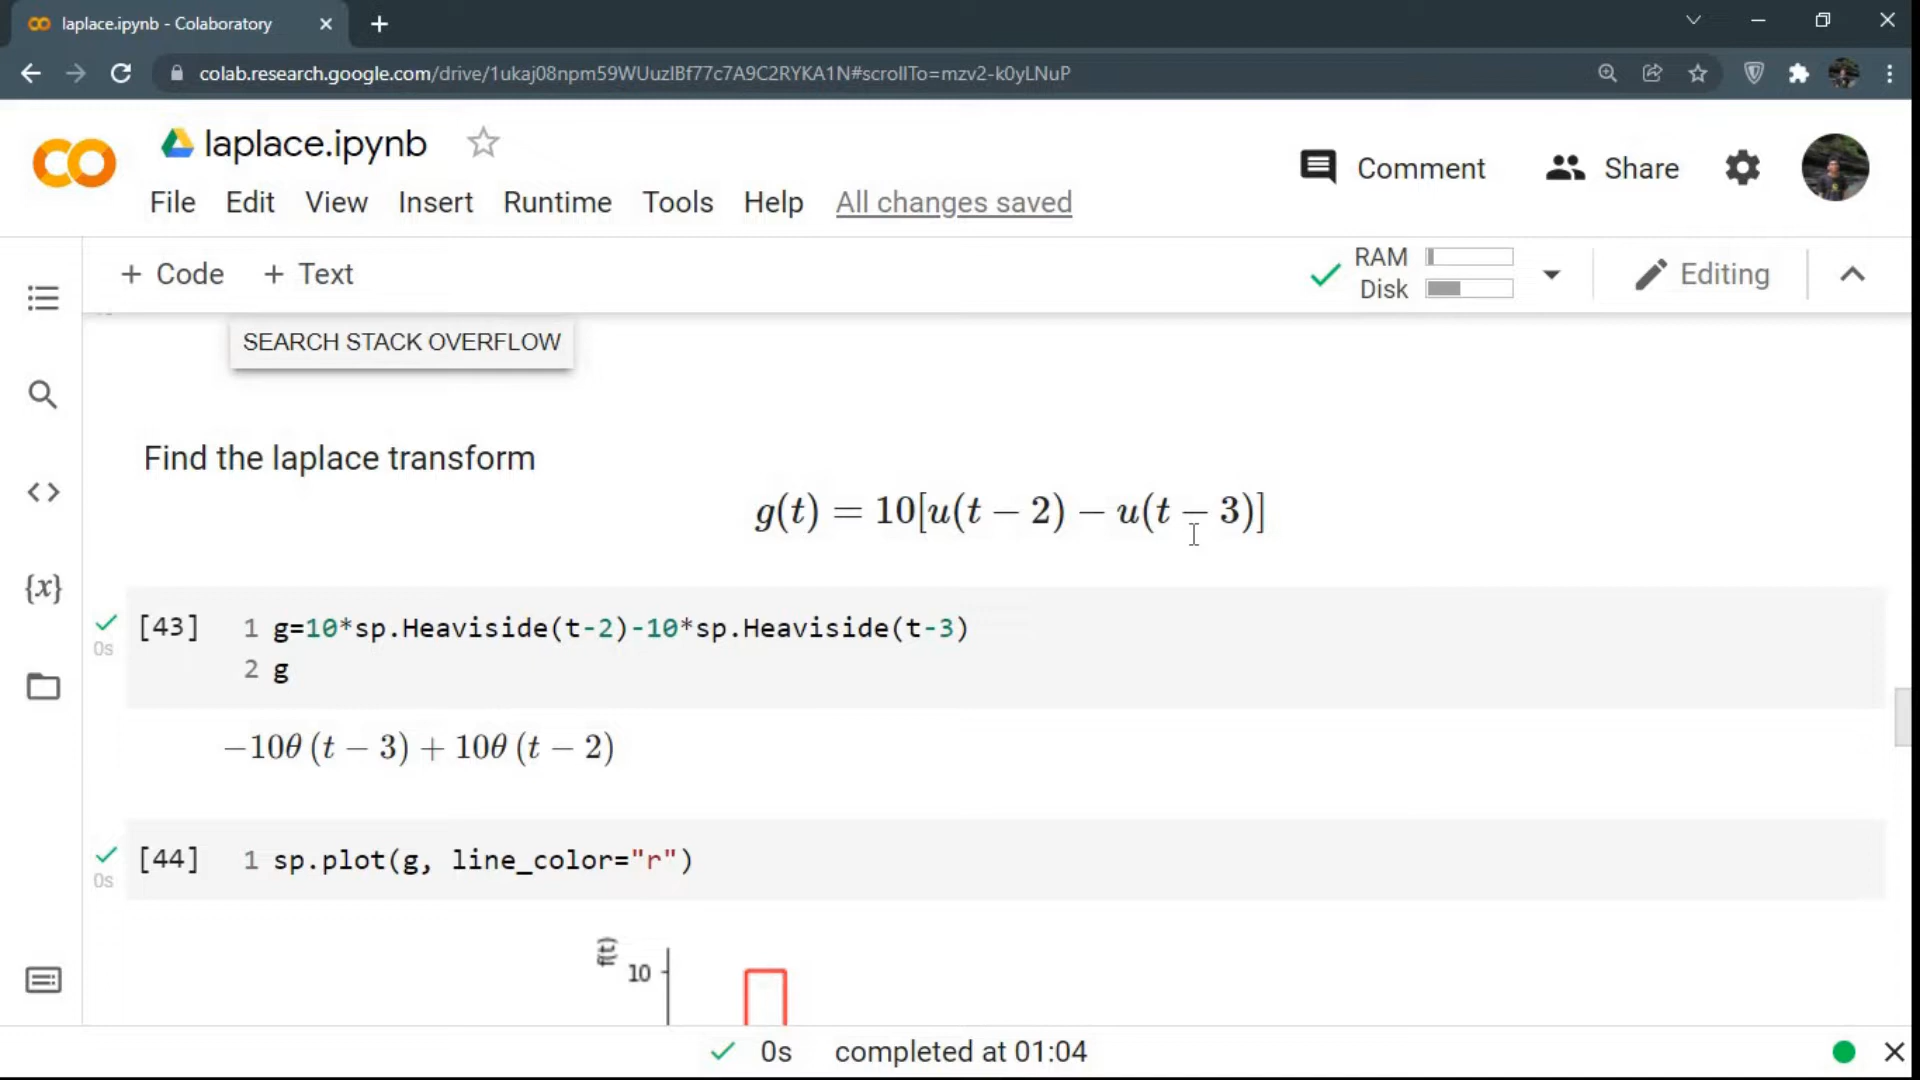 laplace.ipynb - Colaboratory
colab.research.google.com/drive/1ukaj08npm59WUuzIBf77c7A9C2RYKA1N#scrollTo=mzv2-k0yLNuP
laplace.ipynb
Comment Share
File Edit View Insert Runtime Tools Help All changes saved
+ Code + Text
RAM
Disk
Editing
SEARCH STACK OVERFLOW
Find the laplace transform
g(t) = 10[u(t − 2) − u(t − 3)]
[43] 1 g=10*sp.Heaviside(t-2)-10*sp.Heaviside(t-3)
0s
2 g
−10θ (t − 3) + 10θ (t − 2)
[44] 1 sp.plot(g, line_color="r")
0s
f(t)
10
0s completed at 01:04